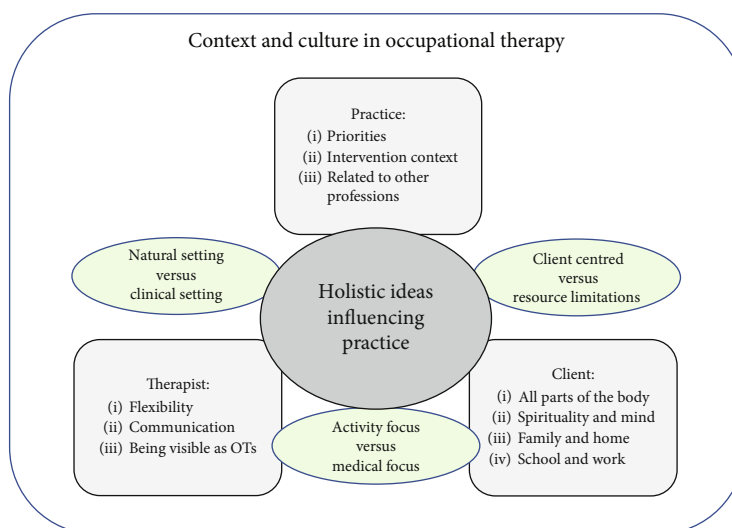 Context and culture in occupational therapy
Practice:
(i) Priorities
(ii) Intervention context
(iii) Related to other
professions
Natural setting
versus
clinical setting
Holistic ideas
influencing
practice
Client centred
versus
resource limitations
Therapist:
(i) Flexibility
(ii) Communication
(iii) Being visible as OTs
Activity focus
versus
medical focus
Client:
(i) All parts of the body
(ii) Spirituality and mind
(iii) Family and home
(iv) School and work